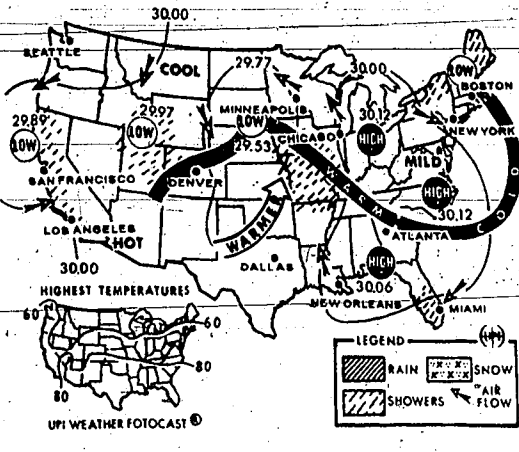 30.00
SEATTLE
COOL
29.77
30.00
LOW
BOSTON
MINNEAPOLIS
29.89
29.97
LOW
30.12
LOW
LOW
29.53
CHICAGO
HIGH
NEW YORK
MILD
SAN FRANCISCO
DENVER
WARM
HIGH
COLD
30.12
LOS ANGELES
HOT
WARMER
ATLANTA
HIGH
30.00
DALLAS
30.06
NEW ORLEANS
MIAMI
HIGHEST TEMPERATURES
60
60
80
80
UPI WEATHER FOTOCAST ®
LEGEND
(UPI)
RAIN
SNOW
SHOWERS
AIR
FLOW